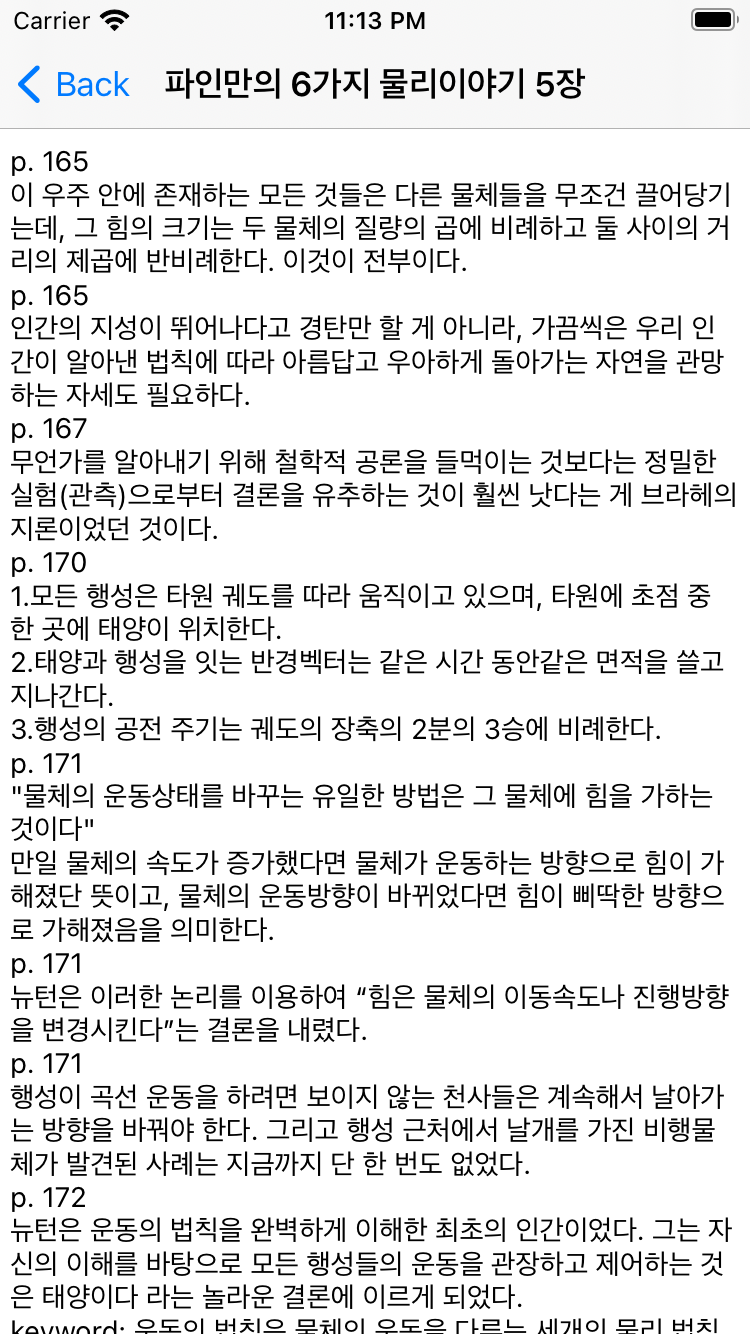 Carrier
11:13 PM
Back
파인만의 6가지 물리이야기 5장
p. 165
이 우주 안에 존재하는 모든 것들은 다른 물체들을 무조건 끌어당기
는데, 그 힘의 크기는 두 물체의 질량의 곱에 비례하고 둘 사이의 거
리의 제곱에 반비례한다. 이것이 전부이다.
p. 165
인간의 지성이 뛰어나다고 경탄만 할 게 아니라, 가끔씩은 우리 인
간이 알아낸 법칙에 따라 아름답고 우아하게 돌아가는 자연을 관망
하는 자세도 필요하다.
p. 167
무언가를 알아내기 위해 철학적 공론을 들먹이는 것보다는 정밀한
실험(관측)으로부터 결론을 유추하는 것이 훨씬 낫다는 게 브라헤의
지론이었던 것이다.
p. 170
1.모든 행성은 타원 궤도를 따라 움직이고 있으며, 타원에 초점 중
한 곳에 태양이 위치한다.
2.태양과 행성을 잇는 반경벡터는 같은 시간 동안같은 면적을 쓸고
지나간다.
3.행성의 공전 주기는 궤도의 장축의 2분의 3승에 비례한다.
p. 171
"물체의 운동상태를 바꾸는 유일한 방법은 그 물체에 힘을 가하는
것이다"
만일 물체의 속도가 증가했다면 물체가 운동하는 방향으로 힘이 가
해졌단 뜻이고, 물체의 운동방향이 바뀌었다면 힘이 삐딱한 방향으
로 가해졌음을 의미한다.
p. 171
뉴턴은 이러한 논리를 이용하여 “힘은 물체의 이동속도나 진행방향
을 변경시킨다”는 결론을 내렸다.
p. 171
행성이 곡선 운동을 하려면 보이지 않는 천사들은 계속해서 날아가
는 방향을 바꿔야 한다. 그리고 행성 근처에서 날개를 가진 비행물
체가 발견된 사례는 지금까지 단 한 번도 없었다.
p. 172
뉴턴은 운동의 법칙을 완벽하게 이해한 최초의 인간이었다. 그는 자
신의 이해를 바탕으로 모든 행성들의 운동을 관장하고 제어하는 것
은 태양이다 라는 놀라운 결론에 이르게 되었다.
keyword: 운동의 법칙은 물체의 운동을 다루는 세개의 물리 법칙